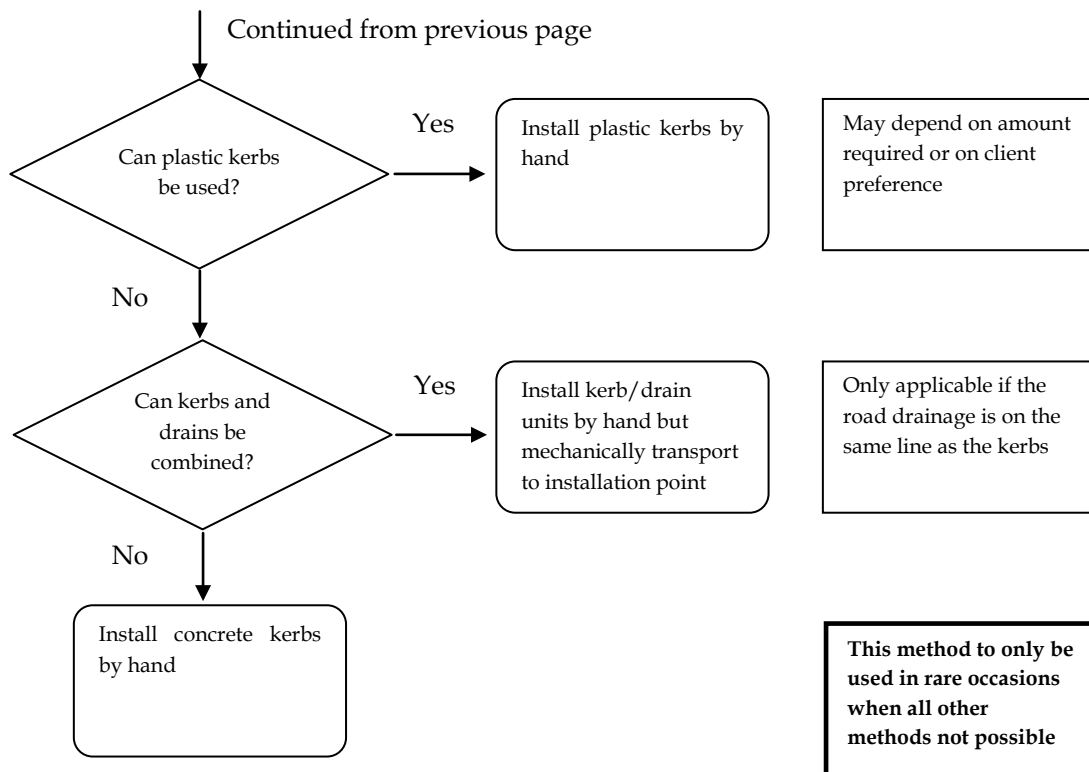 Continued from previous page
Can plastic kerbs
be used?
Yes
Install plastic kerbs by
hand
May depend on amount
required or on client
preference
No
Can kerbs and
drains be
combined?
Yes
Install kerb/drain
units by hand but
mechanically transport
to installation point
Only applicable if the
road drainage is on the
same line as the kerbs
No
Install concrete kerbs
by hand
This method to only be
used in rare occasions
when all other
methods not possible